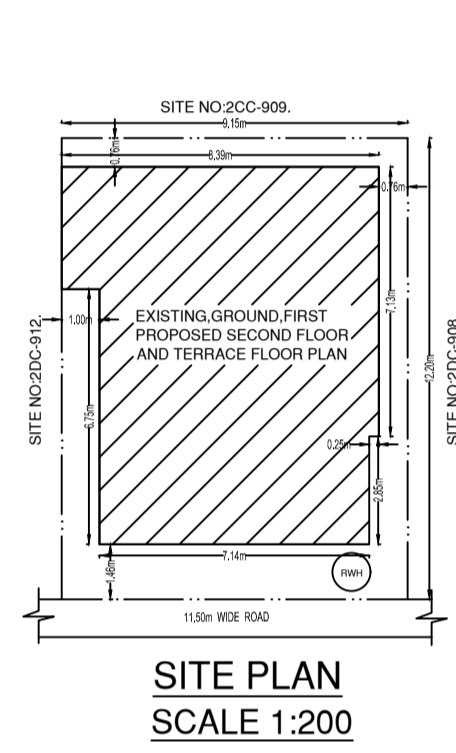 SITE NO:2CC-909.
9.15m
0.76m
8.39m
0.76m
7.13m
12.20m
SITE NO:2DC-912.
1.00m
EXISTING,GROUND,FIRST
PROPOSED SECOND FLOOR
AND TERRACE FLOOR PLAN
SITE NO:2DC-908.
6.75m
0.25m
2.85m
7.14m
1.46m
RWH
11.50m WIDE ROAD
SITE PLAN
SCALE 1:200